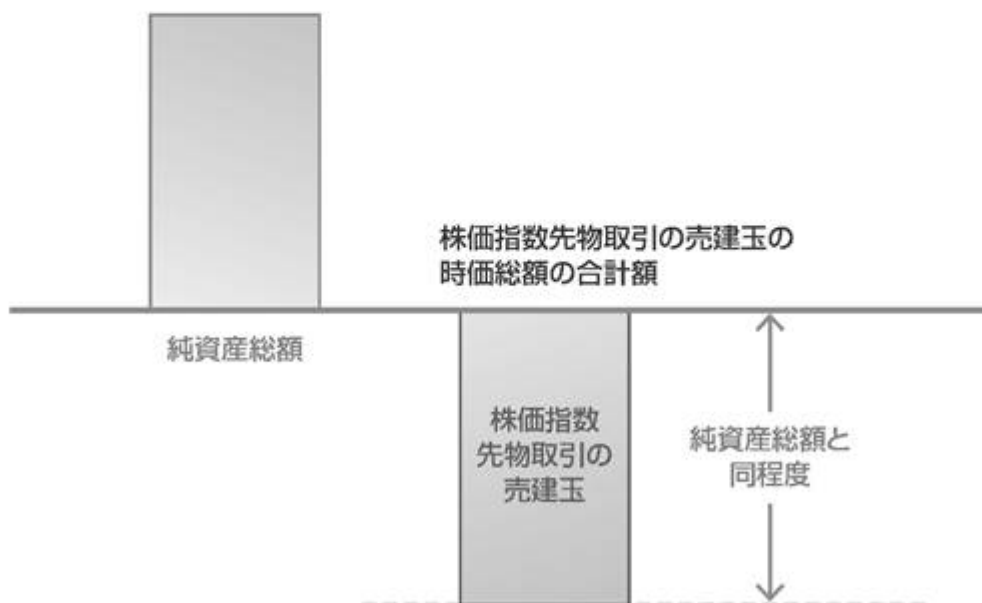 株価指数先物取引の売建玉の
時価総額の合計額
純資産総額
株価指数
先物取引の
売建玉
純資産総額と
同程度